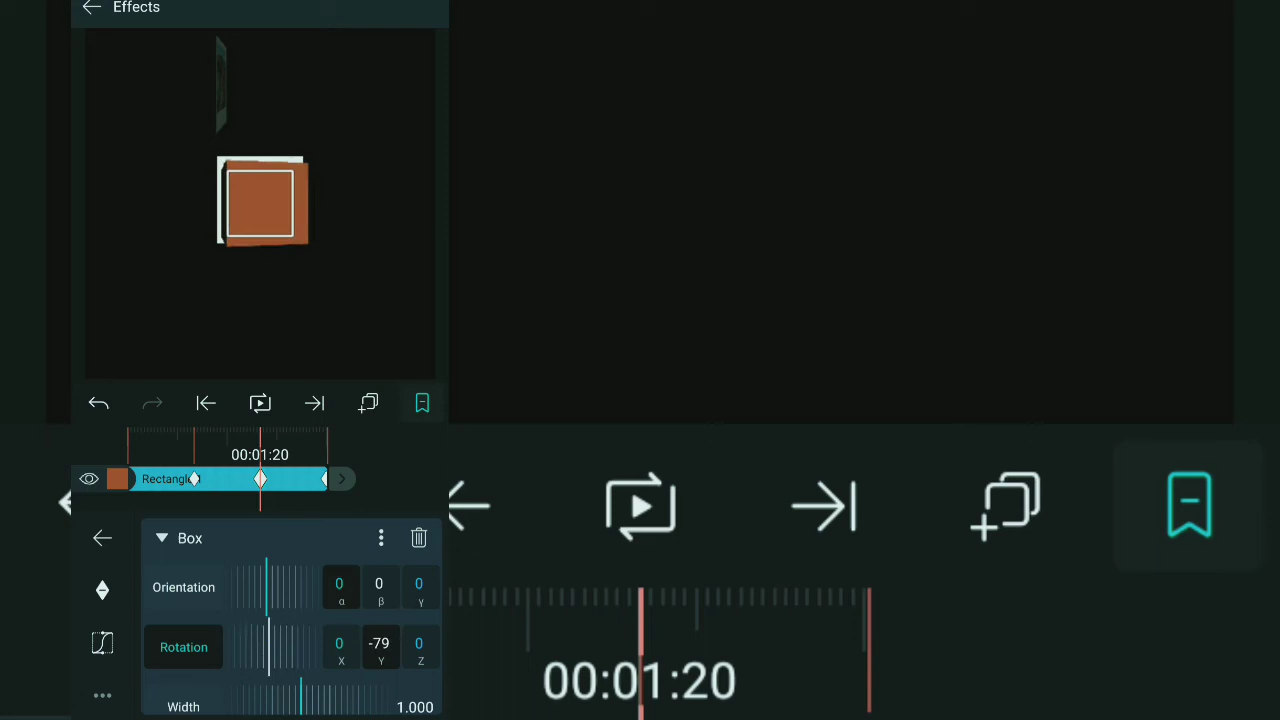 Effects
00:01:20
Rectangl
Box
Orientation 0 0 0
α β γ
Rotation 0 -79 0
X Y Z
Width 1.000
00:01:20